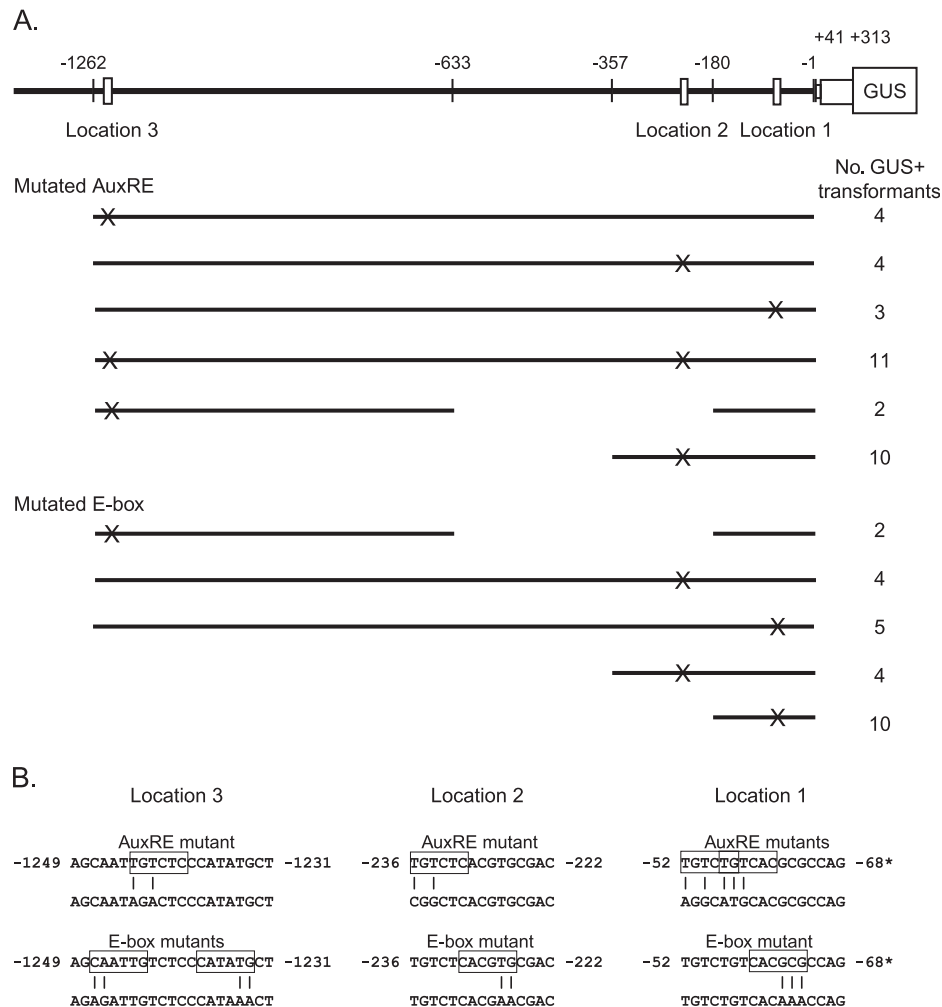 A.
+41 +313
-1262 -633 -357 -180 -1
GUS
Location 3 Location 2 Location 1
No. GUS+
transformants
Mutated AuxRE
X 4
X 4
X 3
X X 11
X 2
X 10
Mutated E-box
X 2
X 4
X 5
X 4
X 10
B.
Location 3 Location 2 Location 1
AuxRE mutant AuxRE mutant AuxRE mutants
-1249 AGCAATTGTCTCCCATATGCT -1231 -236 TGTCTCACGTGCGAC -222 -52 TGTCTGTCACGCGCCAG -68*
AGCAATAGACTCCCATATGCT CGGCTCACGTGCGAC AGGCATGCACGCGCCAG
E-box mutants E-box mutant E-box mutant
-1249 AGCAATTGTCTCCCATATGCT -1231 -236 TGTCTCACGTGCGAC -222 -52 TGTCTGTCACGCGCCAG -68*
AGAGATTGTCTCCCATAAACT TGTCTCACGAACGAC TGTCTGTCACAAACCAG